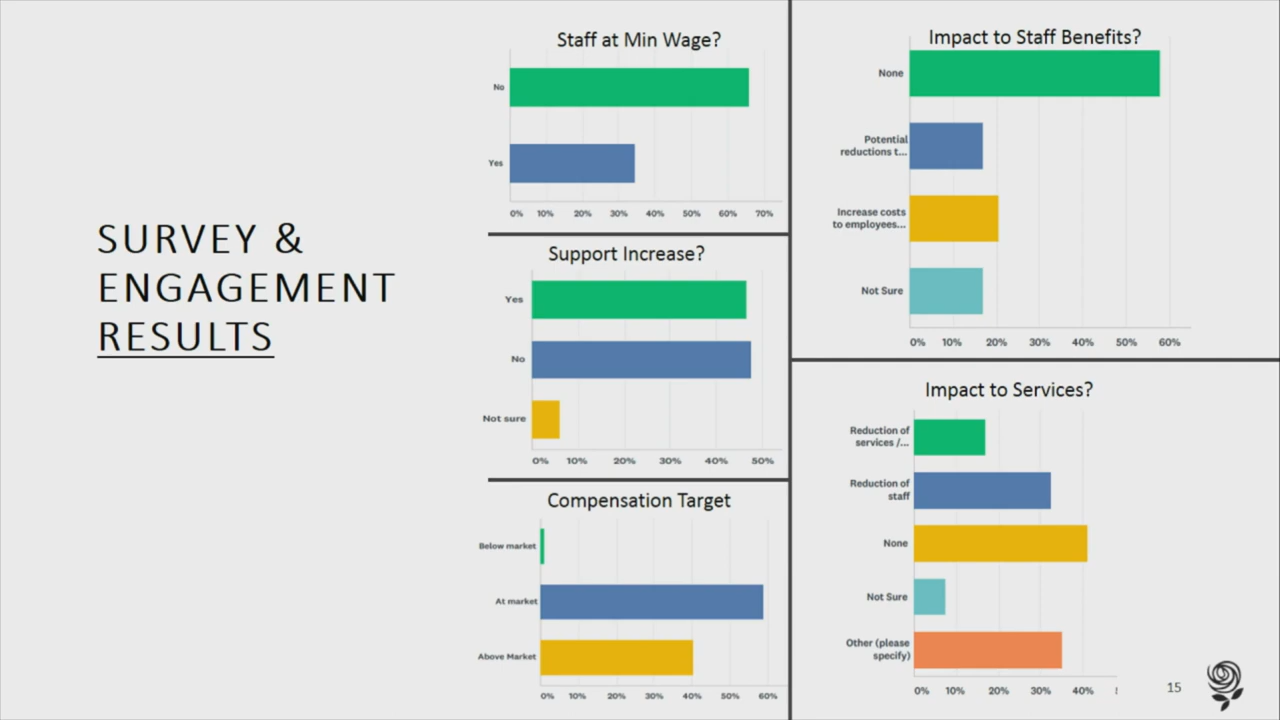 SURVEY &
ENGAGEMENT
RESULTS
Staff at Min Wage?
No
Yes
0% 10% 20% 30% 40% 50% 60% 70%
Support Increase?
Yes
No
Not sure
0% 10% 20% 30% 40% 50%
Compensation Target
Below market
At market
Above Market
0% 10% 20% 30% 40% 50% 60%
Impact to Staff Benefits?
None
Potential
reductions t...
Increase costs
to employees...
Not Sure
0% 10% 20% 30% 40% 50% 60%
Impact to Services?
Reduction of
services /...
Reduction of
staff
None
Not Sure
Other (please
specify)
0% 10% 20% 30% 40%
15